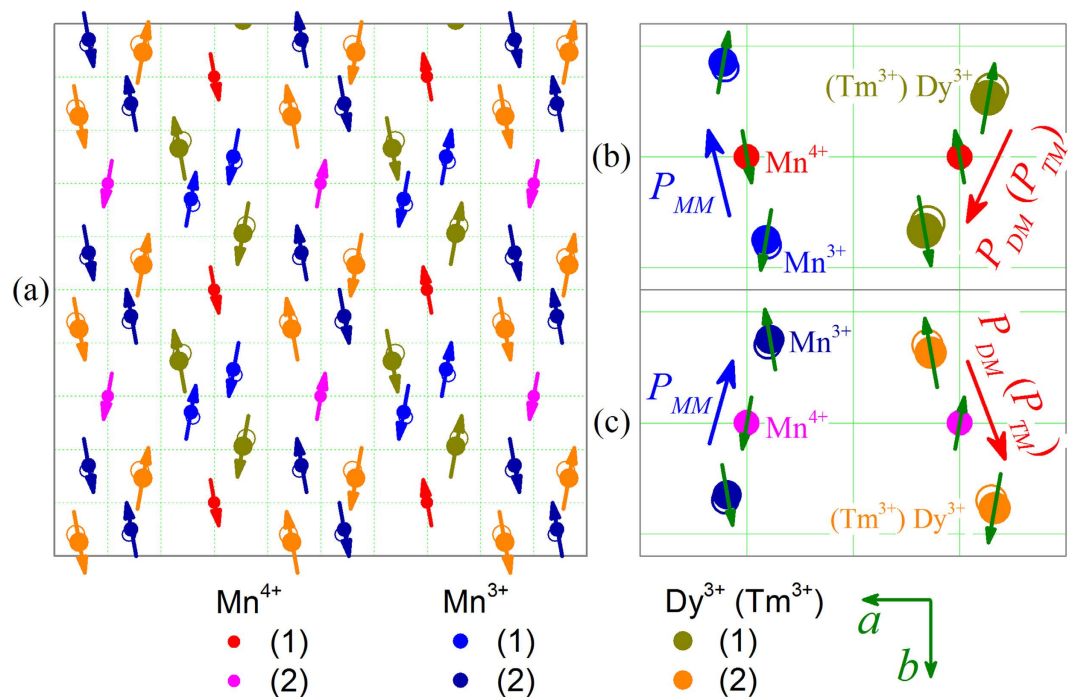 (a)
(b)
(Tm³⁺) Dy³⁺
Mn⁴⁺
P_MM
P_DM (P_TM)
Mn³⁺
(c)
Mn³⁺
P_MM
P_DM (P_TM)
Mn⁴⁺
(Tm³⁺) Dy³⁺
Mn⁴⁺ Mn³⁺ Dy³⁺ (Tm³⁺)
(1) (1) (1)
(2) (2) (2)
a
b